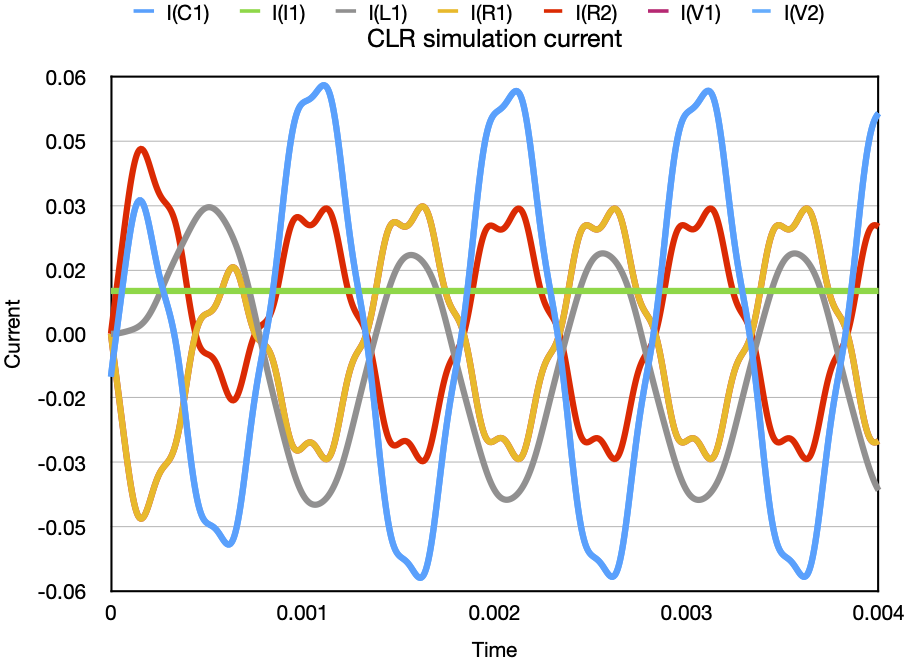 I(C1) I(I1) I(L1) I(R1) I(R2) I(V1) I(V2)
CLR simulation current
0.06
0.05
0.03
0.02
0.00
-0.02
-0.03
-0.05
-0.06
Current
0 0.001 0.002 0.003 0.004
Time